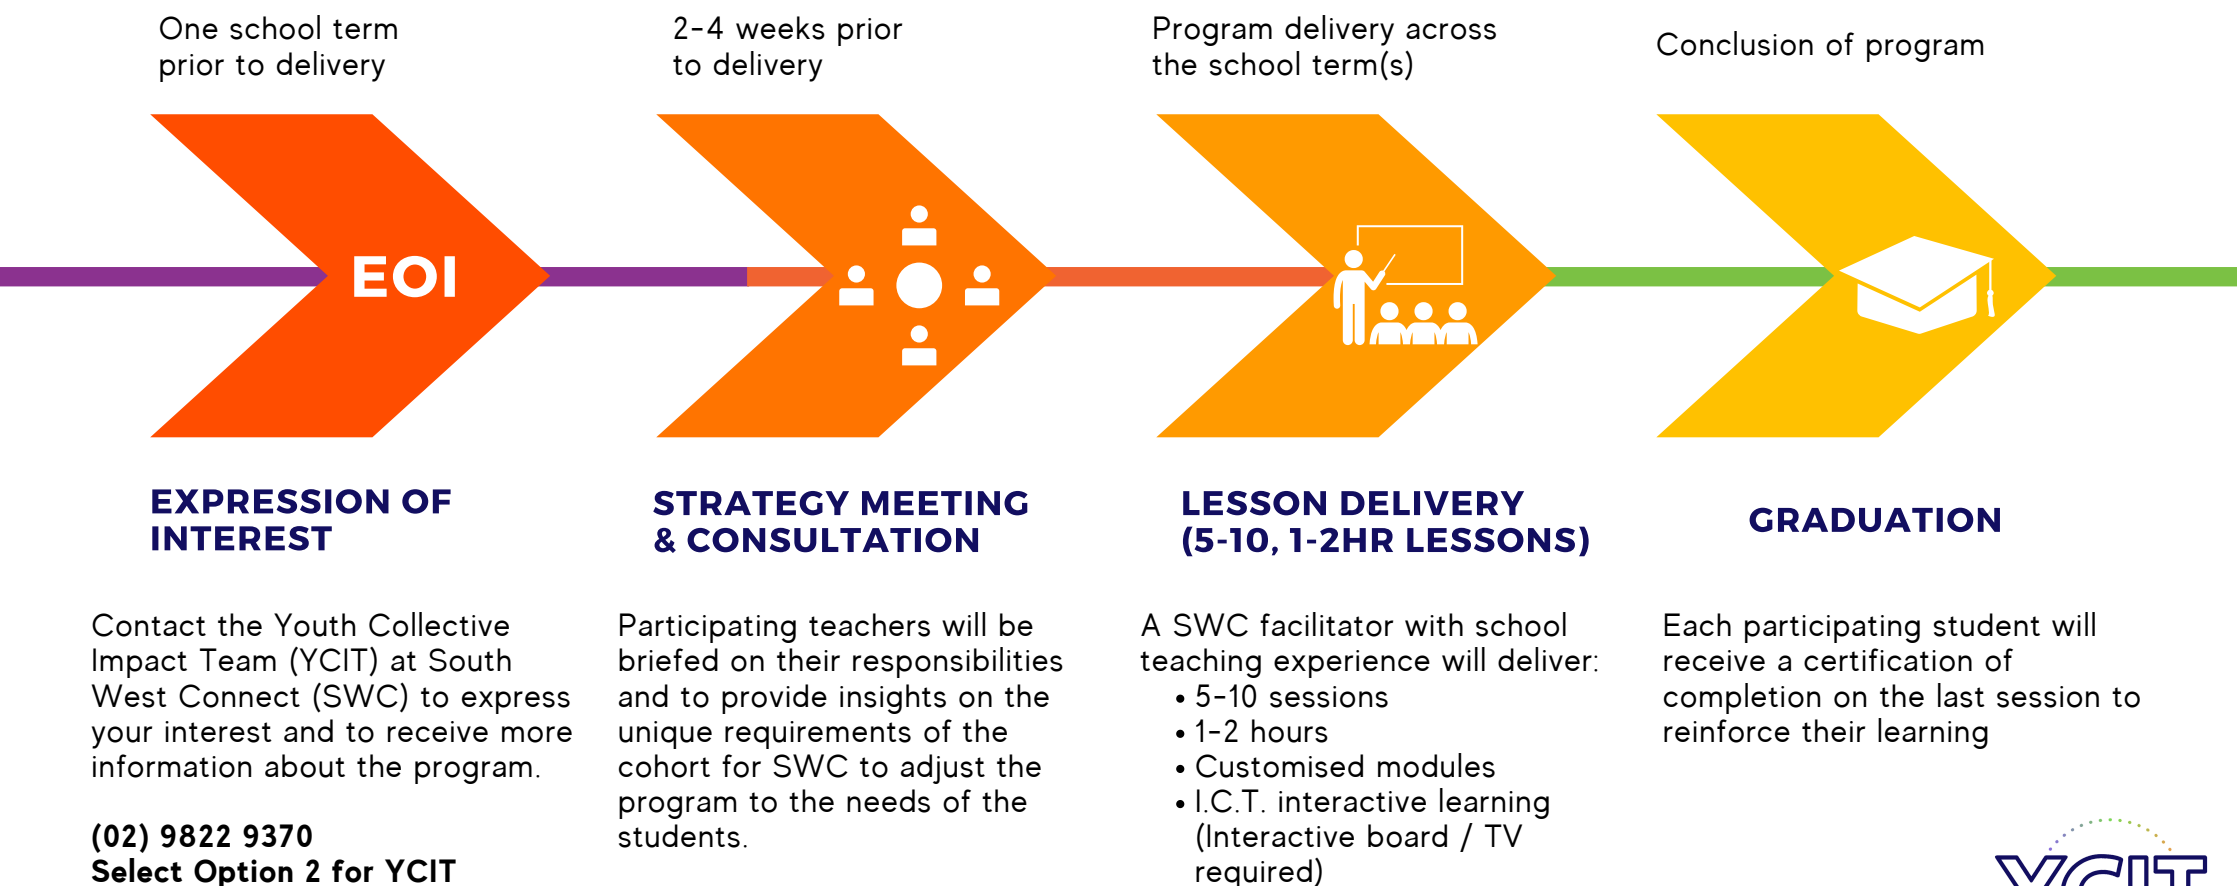 One school term
prior to delivery
2-4 weeks prior
to delivery
Program delivery across
the school term(s)
Conclusion of program
EOI
EXPRESSION OF
INTEREST
STRATEGY MEETING
& CONSULTATION
LESSON DELIVERY
(5-10, 1-2HR LESSONS)
GRADUATION
Contact the Youth Collective
Impact Team (YCIT) at South
West Connect (SWC) to express
your interest and to receive more
information about the program.
(02) 9822 9370
Select Option 2 for YCIT
Participating teachers will be
briefed on their responsibilities
and to provide insights on the
unique requirements of the
cohort for SWC to adjust the
program to the needs of the
students.
A SWC facilitator with school
teaching experience will deliver:
• 5-10 sessions
• 1-2 hours
• Customised modules
• I.C.T. interactive learning
(Interactive board / TV
required)
Each participating student will
receive a certification of
completion on the last session to
reinforce their learning
YCIT